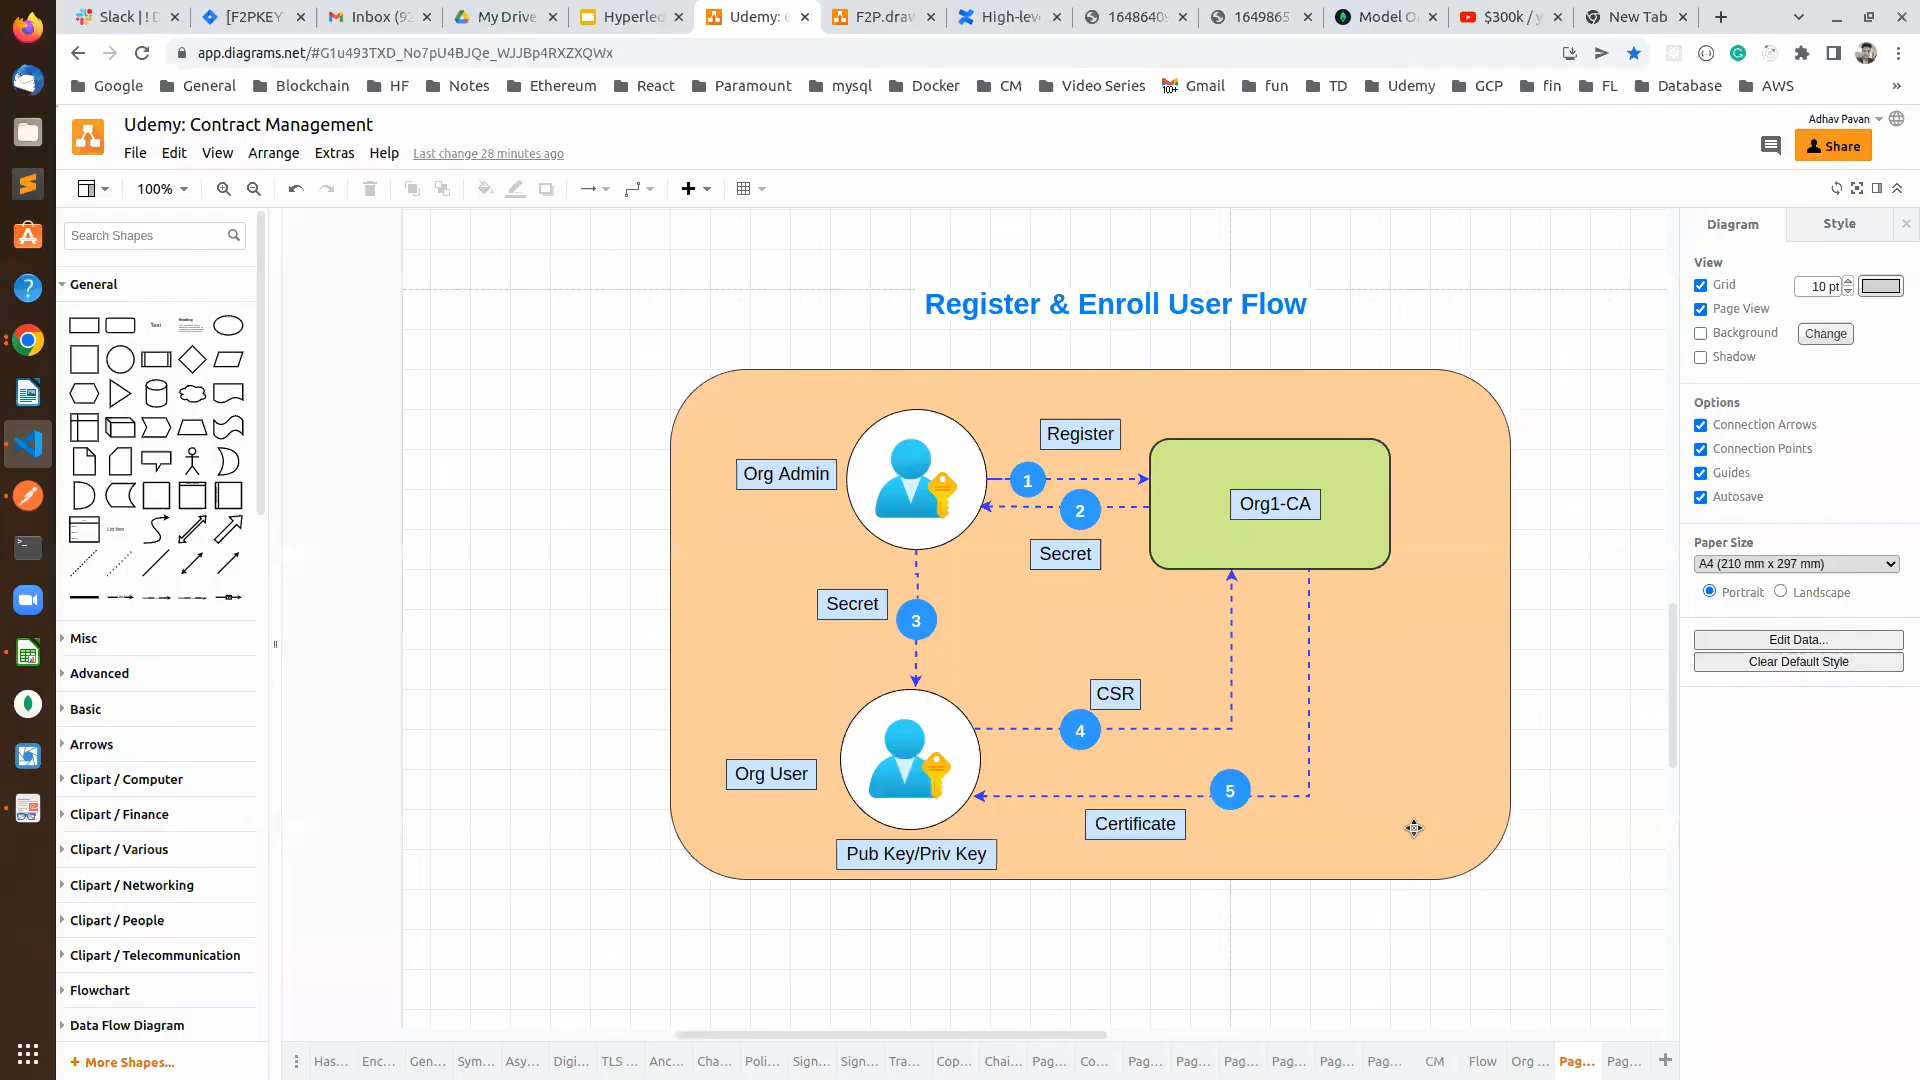 Slack | ! D
[F2PKEY
Inbox (92
My Drive
Hyperled
Udemy: C
F2P.draw
High-lev
1648640
1649865
Model O
$300k / y
New Tab
app.diagrams.net/#G1u493TXD_No7pU4BJQe_WJJBp4RXZXQWx
Google
General
Blockchain
HF
Notes
Ethereum
React
Paramount
mysql
Docker
CM
Video Series
Gmail
fun
TD
Udemy
GCP
fin
FL
Database
AWS
»
Udemy: Contract Management
Adhav Pavan
File
Edit
View
Arrange
Extras
Help
Last change 28 minutes ago
Share
100%
Search Shapes
Diagram
Style
General
View
Grid
10 pt
Page View
Background
Change
Shadow
Text
Heading
Options
Connection Arrows
Connection Points
Guides
Autosave
Paper Size
A4 (210 mm x 297 mm)
Portrait
Landscape
Edit Data...
Clear Default Style
List Item
Misc
Advanced
Basic
Arrows
Clipart / Computer
Clipart / Finance
Clipart / Various
Clipart / Networking
Clipart / People
Clipart / Telecommunication
Flowchart
Data Flow Diagram
+ More Shapes...
Register & Enroll User Flow
Register
Org Admin
1
2
Org1-CA
Secret
Secret
3
CSR
4
Org User
5
Certificate
Pub Key/Priv Key
Has...
Enc...
Gen...
Sym...
Asy...
Digi...
TLS ...
Anc...
Cha...
Poli...
Sign...
Sign...
Tra...
Cop...
Chai...
Pag...
Co...
Pag...
Pag...
Pag...
Pag...
Pag...
Pag...
CM
Flow
Org ...
Pag...
Pag...